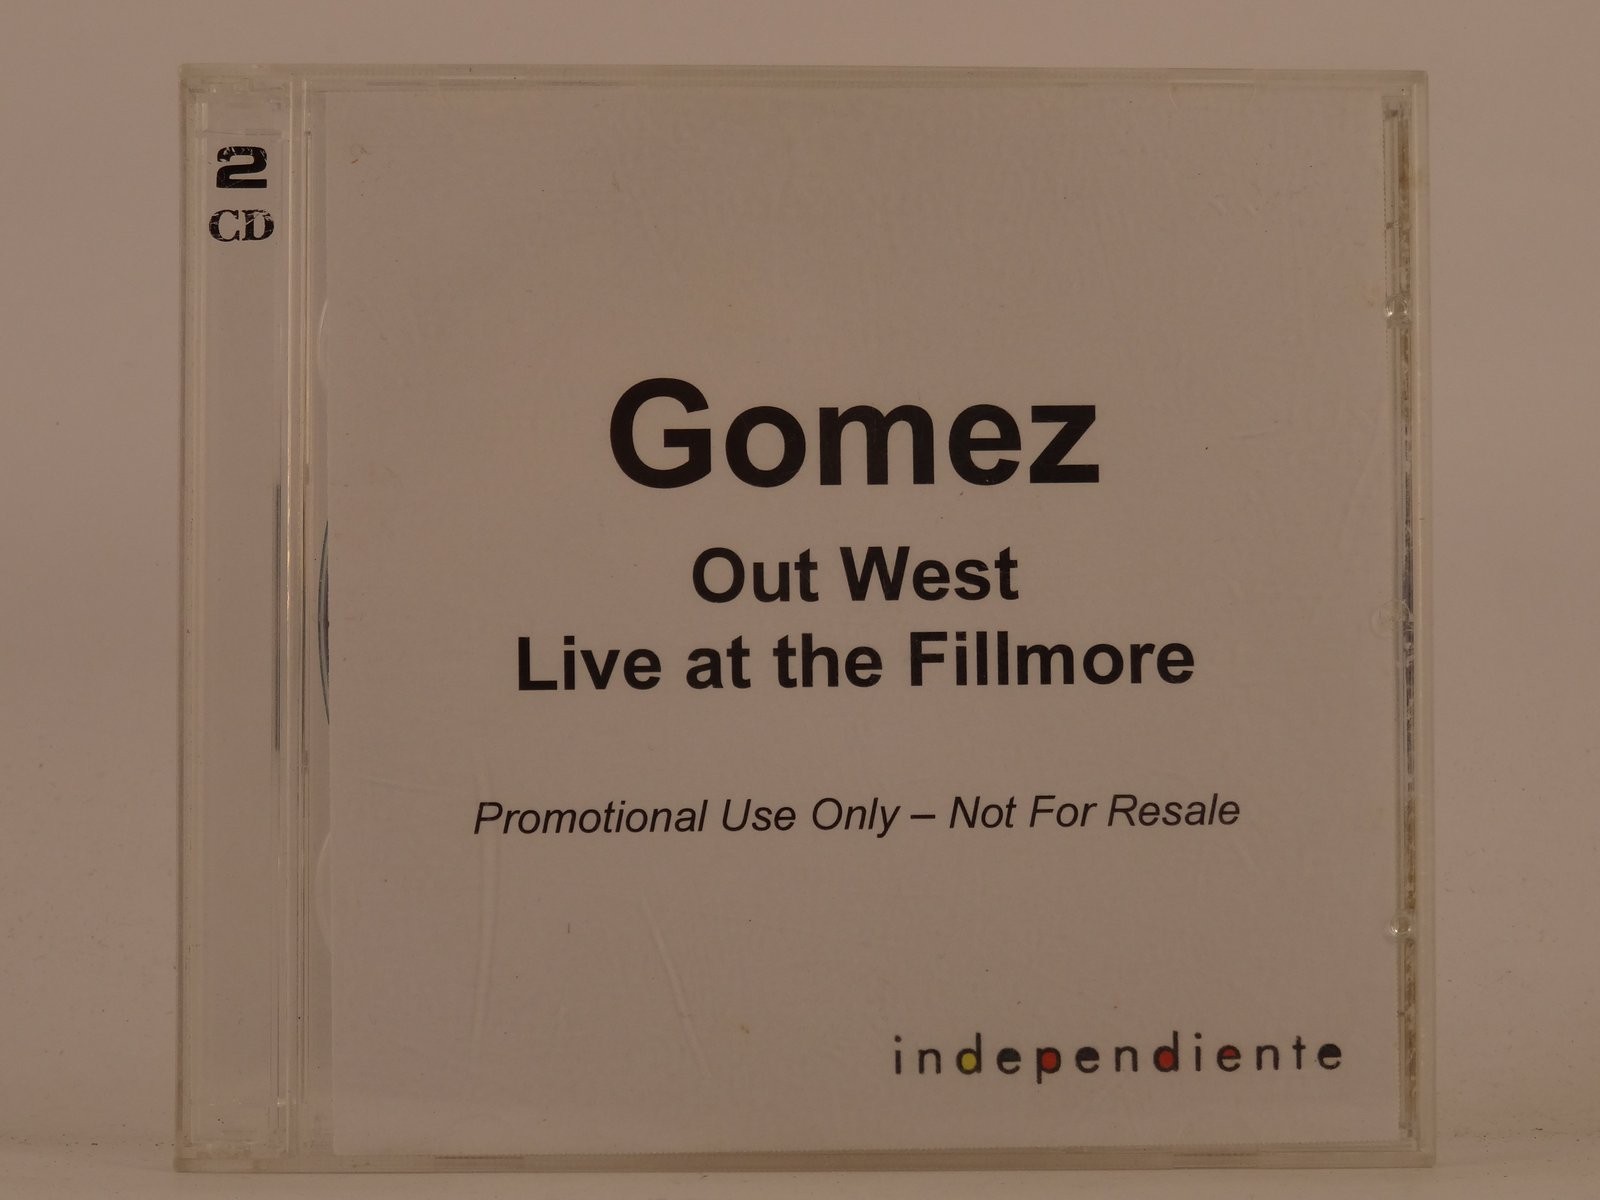 2
CD
Gomez
Out West
Live at the Fillmore
Promotional Use Only – Not For Resale
independiente